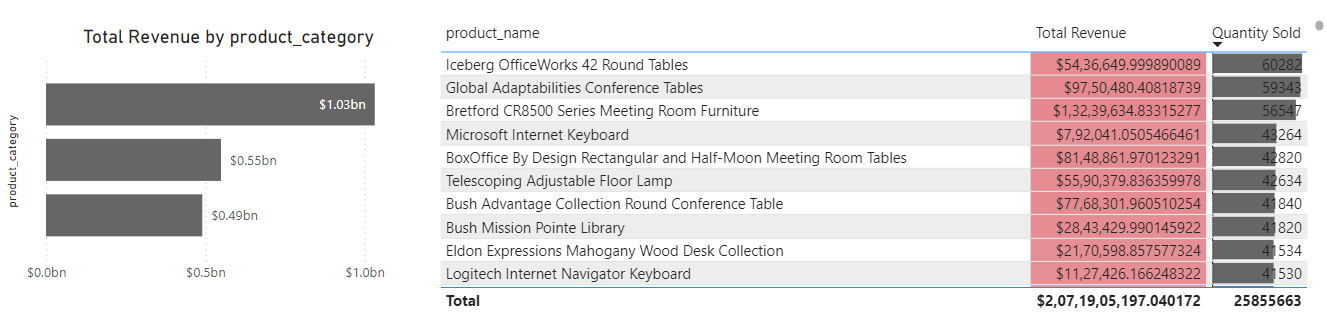 Total Revenue by product_category
product_category
$1.03bn
$0.55bn
$0.49bn
$0.0bn $0.5bn $1.0bn
product_name Total Revenue Quantity Sold
Iceberg OfficeWorks 42 Round Tables $54,36,649.999890089 60282
Global Adaptabilities Conference Tables $97,50,480.40818739 59343
Bretford CR8500 Series Meeting Room Furniture $1,32,39,634.83315277 56547
Microsoft Internet Keyboard $7,92,041.0505466461 43264
BoxOffice By Design Rectangular and Half-Moon Meeting Room Tables $81,48,861.970123291 42820
Telescoping Adjustable Floor Lamp $55,90,379.836359978 42634
Bush Advantage Collection Round Conference Table $77,68,301.960510254 41840
Bush Mission Pointe Library $28,43,429.990145922 41820
Eldon Expressions Mahogany Wood Desk Collection $21,70,598.857577324 41534
Logitech Internet Navigator Keyboard $11,27,426.166248322 41530
Total $2,07,19,05,197.040172 25855663